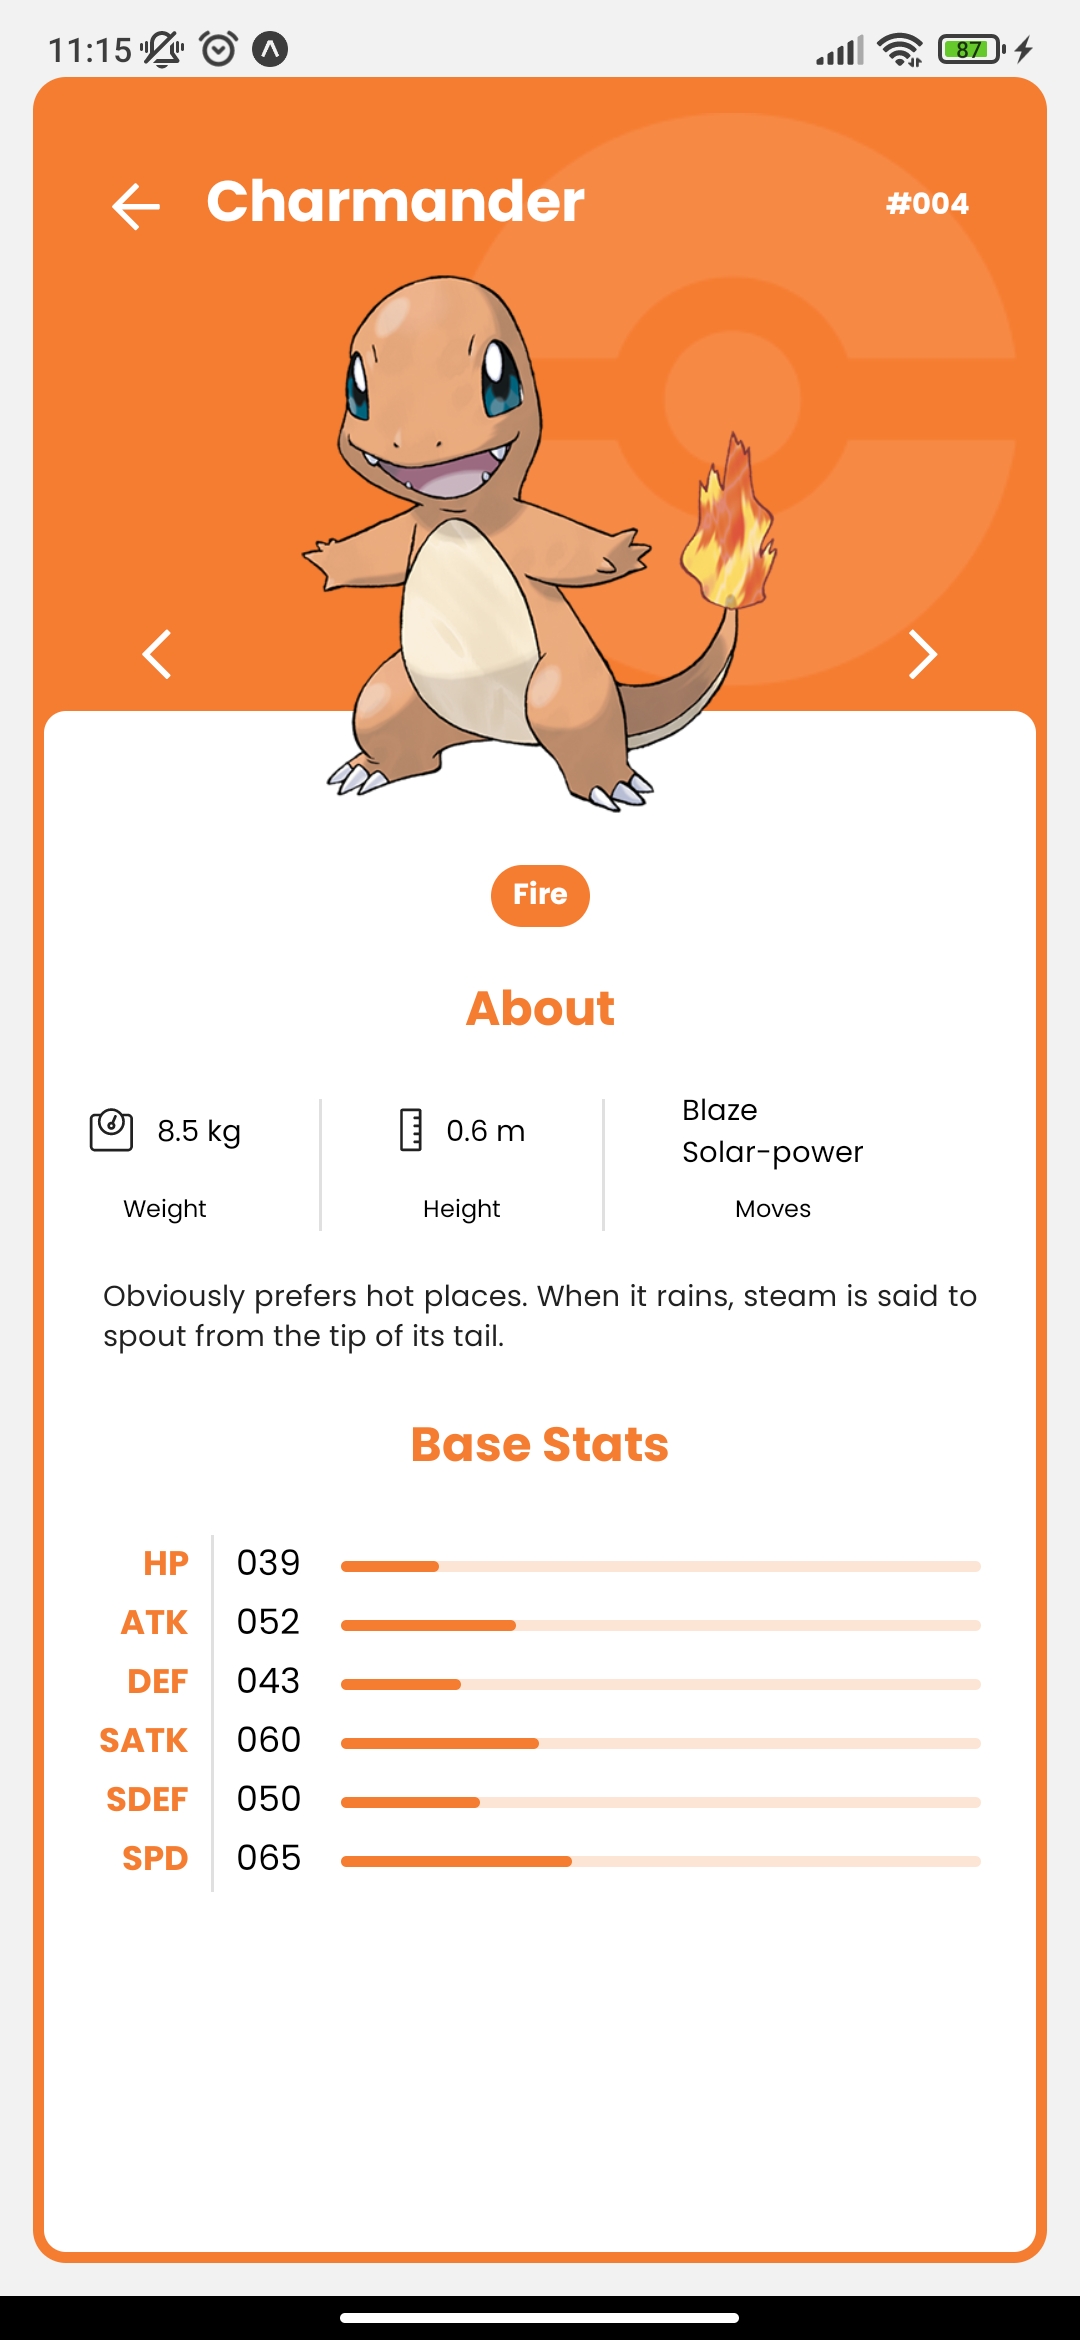 11:15
87
Charmander
#004
Fire
About
8.5 kg
0.6 m
Blaze
Solar-power
Weight
Height
Moves
Obviously prefers hot places. When it rains, steam is said to
spout from the tip of its tail.
Base Stats
HP 039
ATK 052
DEF 043
SATK 060
SDEF 050
SPD 065